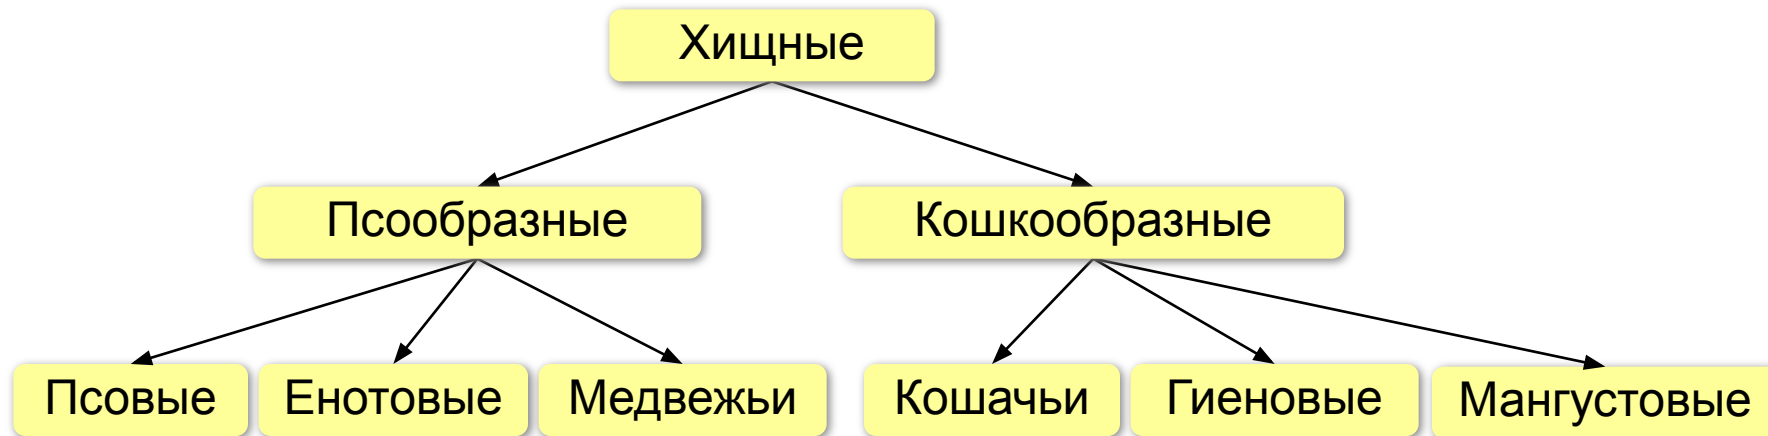 Хищные
Псообразные
Кошкообразные
Псовые
Енотовые
Медвежьи
Кошачьи
Гиеновые
Мангустовые